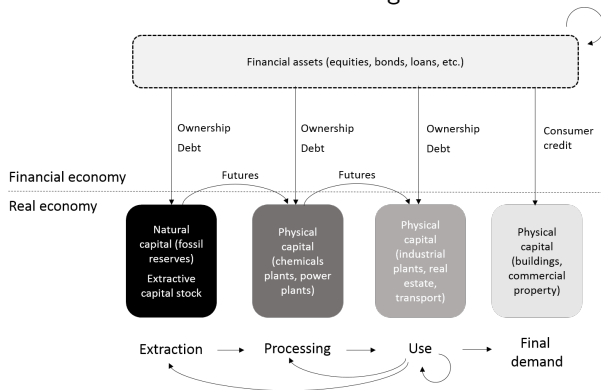 Financial assets (equities, bonds, loans, etc.)
Ownership
Debt
Ownership
Debt
Ownership
Debt
Consumer
credit
Financial economy
Futures
Futures
Real economy
Natural
capital (fossil
reserves)
Extractive
capital stock
Physical
capital
(chemicals
plants, power
plants)
Physical
capital
(industrial
plants, real
estate,
transport)
Physical
capital
(buildings,
commercial
property)
Extraction
Processing
Use
Final
demand